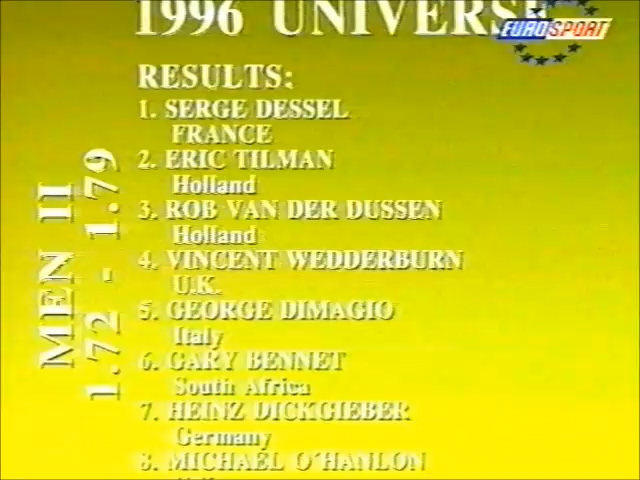 1996 UNIVERSE
EUROSPORT
RESULTS:
1. SERGE DESSEL
FRANCE
2. ERIC TILMAN
Holland
3. ROB VAN DER DUSSEN
Holland
4. VINCENT WEDDERBURN
U.K.
5. GEORGE DIMAGIO
Italy
6. GARY BENNET
South Africa
7. HEINZ DICKGIEBER
Germany
8. MICHAEL O'HANLON
MEN II
1.72 - 1.79